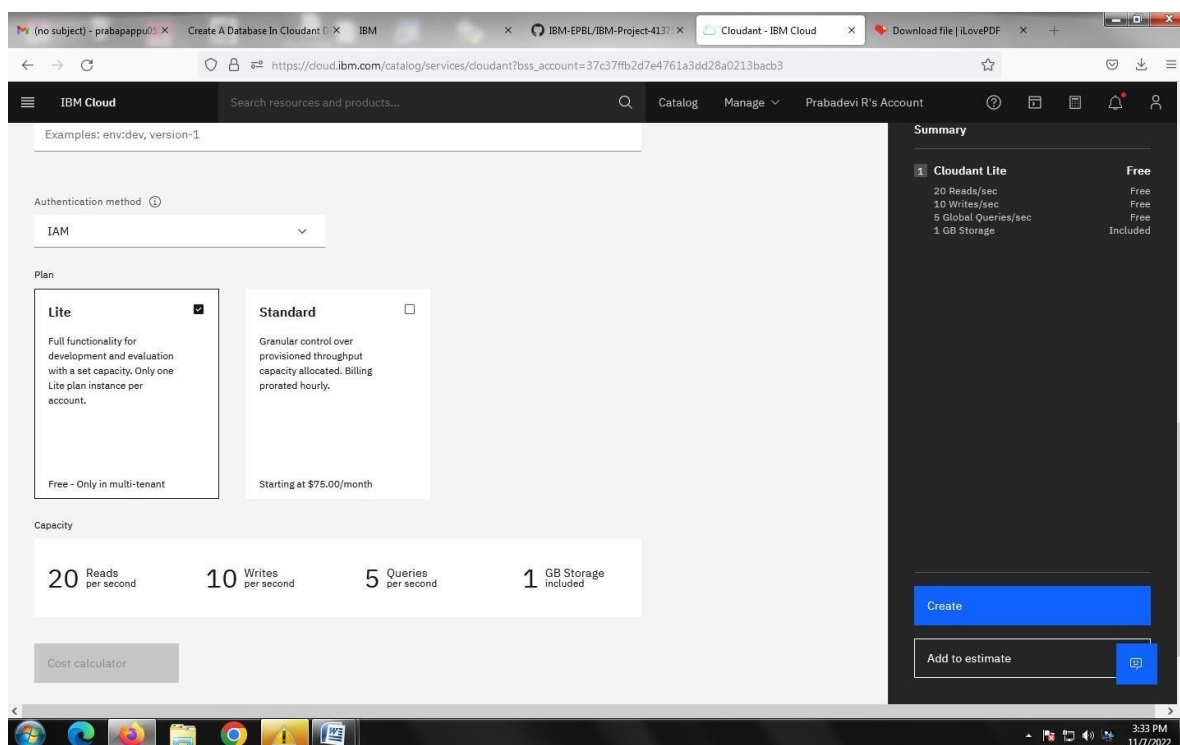 (no subject) - prabapappu05
Create A Database In Cloudant D
IBM
IBM-EPBL/IBM-Project-4137
Cloudant - IBM Cloud
Download file | iLovePDF
https://cloud.ibm.com/catalog/services/cloudant?bss_account=37c37ffb2d7e4761a3dd28a0213bacb3
IBM Cloud
Search resources and products...
Catalog
Manage
Prabadevi R's Account
Examples: env:dev, version-1
Authentication method
IAM
Plan
Lite
Full functionality for
development and evaluation
with a set capacity. Only one
Lite plan instance per
account.
Free - Only in multi-tenant
Standard
Granular control over
provisioned throughput
capacity allocated. Billing
prorated hourly.
Starting at $75.00/month
Capacity
20 Reads per second
10 Writes per second
5 Queries per second
1 GB Storage included
Cost calculator
Summary
1 Cloudant Lite Free
20 Reads/sec Free
10 Writes/sec Free
5 Global Queries/sec Free
1 GB Storage Included
Create
Add to estimate
3:33 PM
11/7/2022